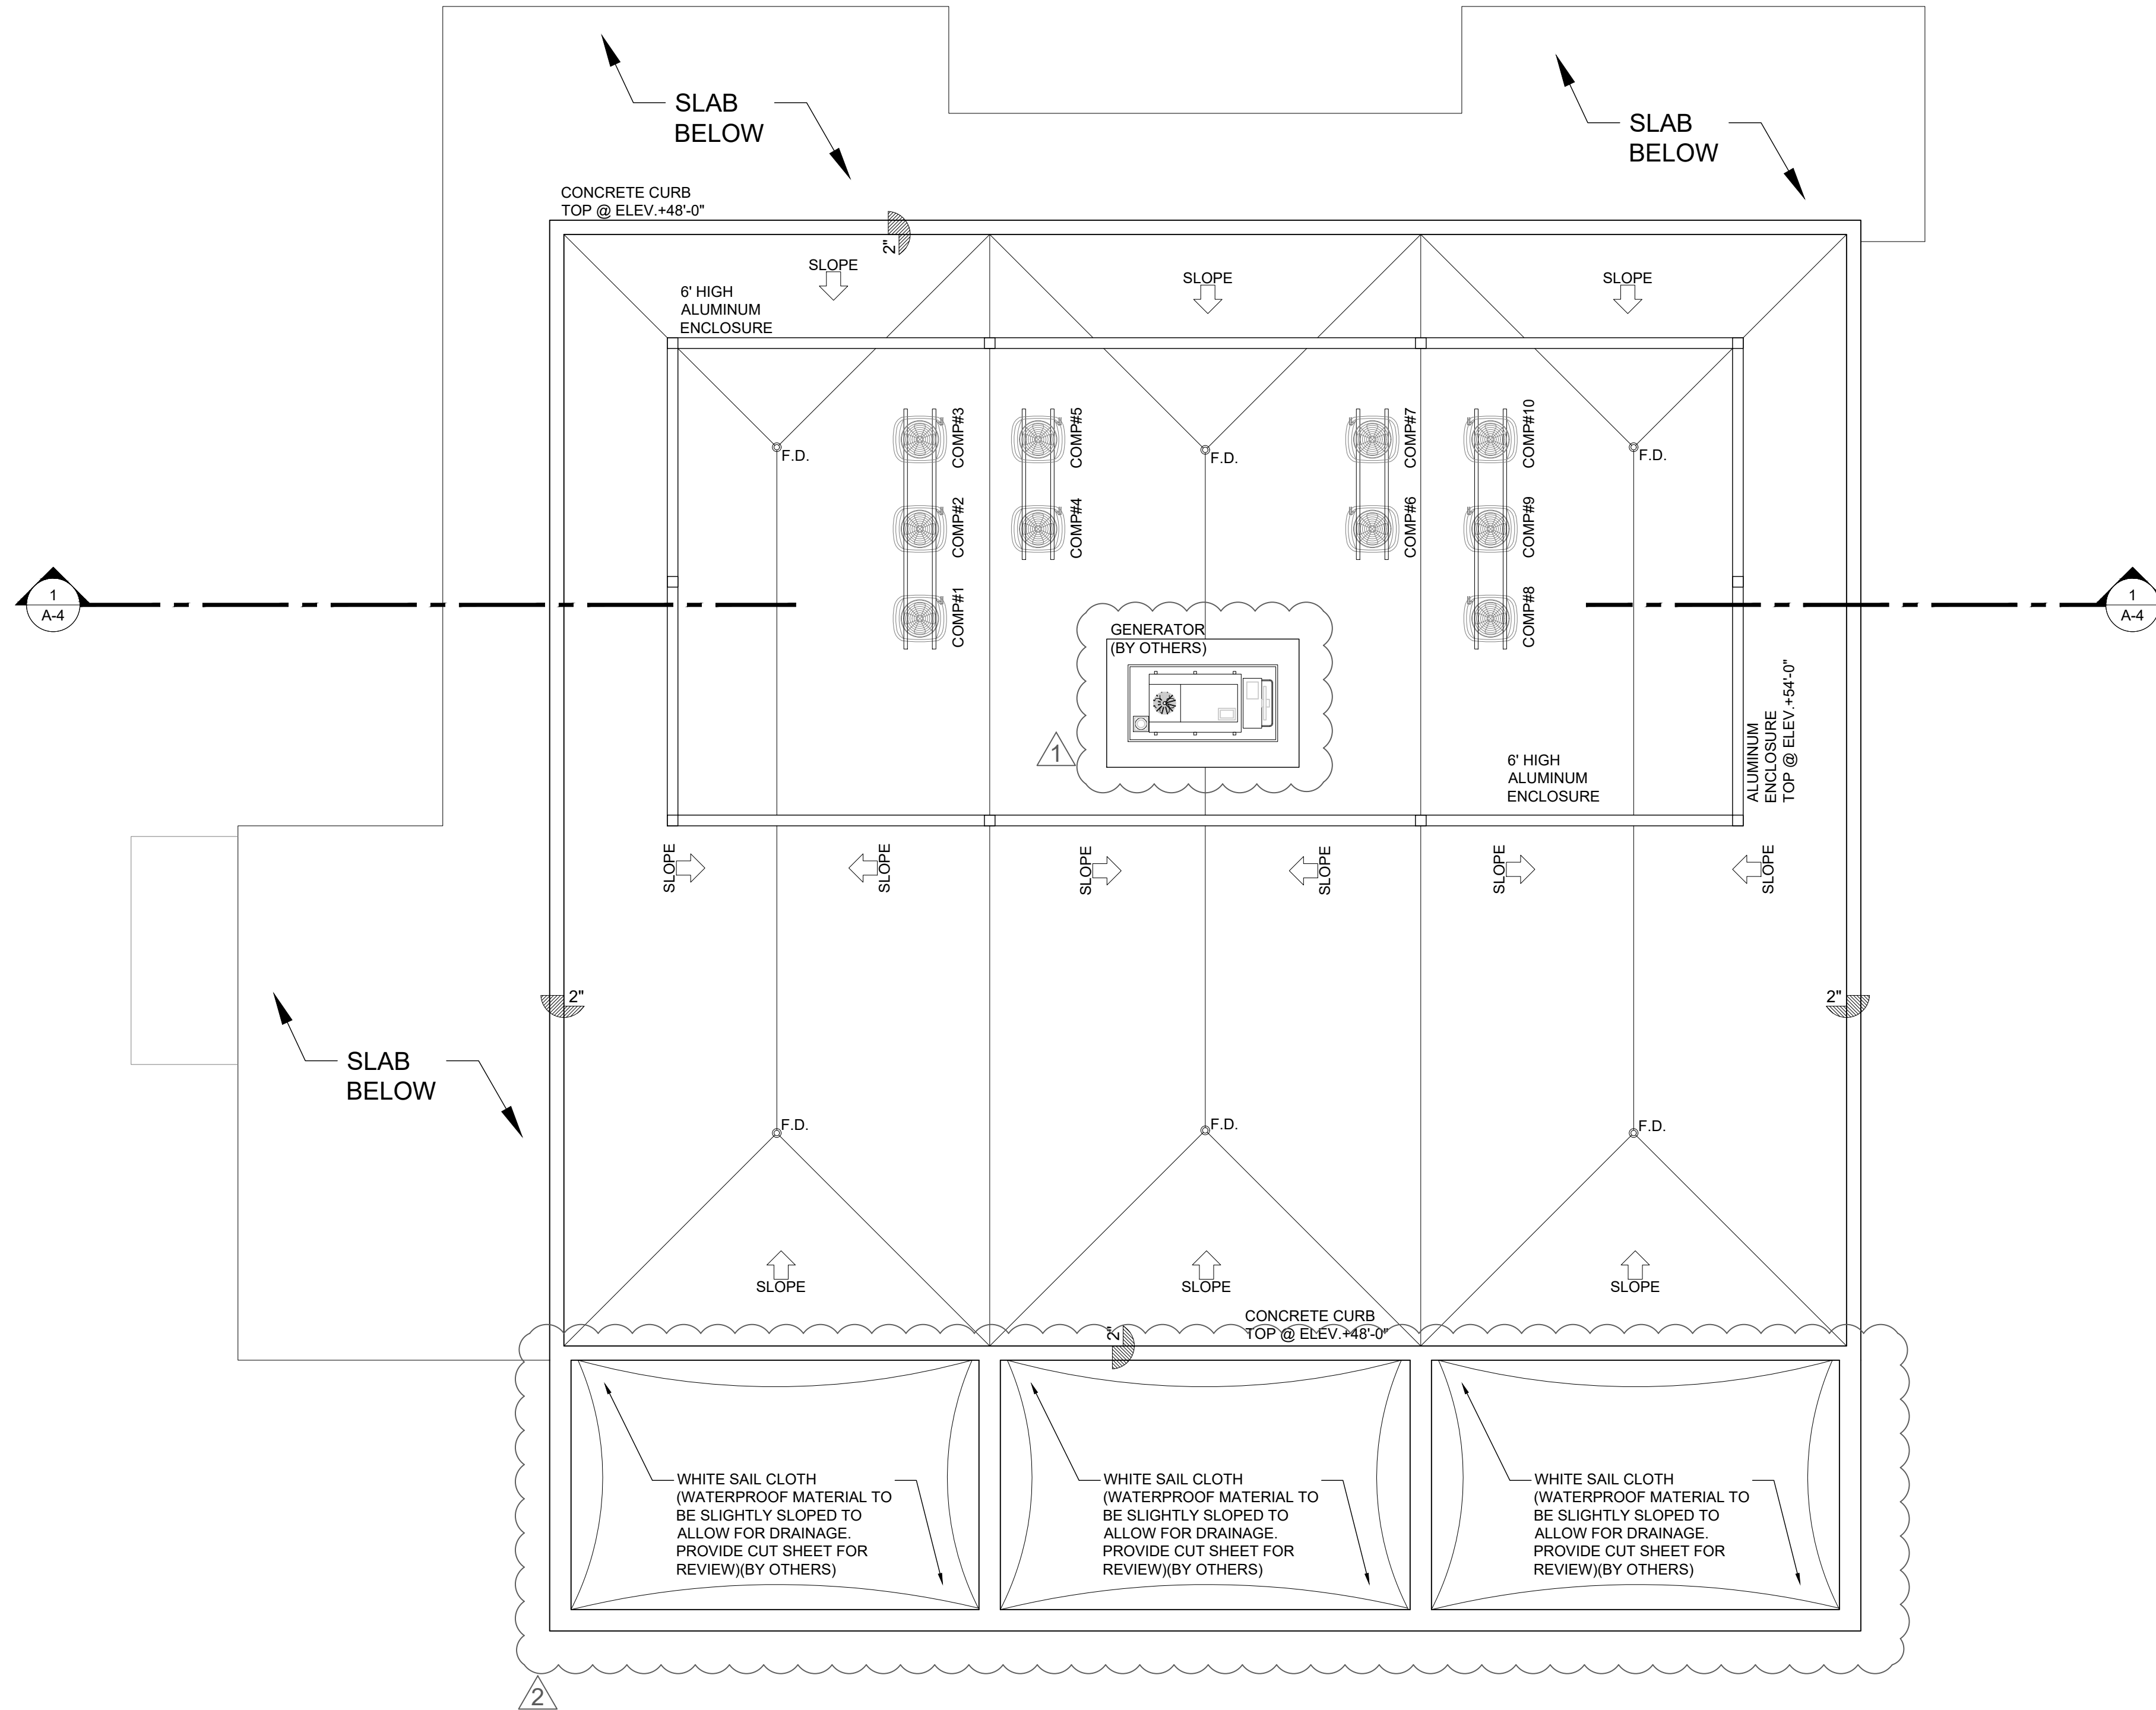 SLAB
BELOW
SLAB
BELOW
CONCRETE CURB
TOP @ ELEV.+48'-0"
2"
SLOPE
SLOPE
SLOPE
6' HIGH
ALUMINUM
ENCLOSURE
F.D.
COMP#3
COMP#5
F.D.
COMP#7
COMP#10
F.D.
COMP#2
COMP#4
COMP#6
COMP#9
1
A-4
COMP#1
COMP#8
1
A-4
GENERATOR
(BY OTHERS)
1
6' HIGH
ALUMINUM
ENCLOSURE
ALUMINUM
ENCLOSURE
TOP @ ELEV.+54'-0"
SLOPE
SLOPE
SLOPE
SLOPE
SLOPE
SLOPE
2"
2"
SLAB
BELOW
F.D.
F.D.
F.D.
SLOPE
SLOPE
SLOPE
CONCRETE CURB
TOP @ ELEV.+48'-0"
2"
WHITE SAIL CLOTH
(WATERPROOF MATERIAL TO
BE SLIGHTLY SLOPED TO
ALLOW FOR DRAINAGE.
PROVIDE CUT SHEET FOR
REVIEW)(BY OTHERS)
WHITE SAIL CLOTH
(WATERPROOF MATERIAL TO
BE SLIGHTLY SLOPED TO
ALLOW FOR DRAINAGE.
PROVIDE CUT SHEET FOR
REVIEW)(BY OTHERS)
WHITE SAIL CLOTH
(WATERPROOF MATERIAL TO
BE SLIGHTLY SLOPED TO
ALLOW FOR DRAINAGE.
PROVIDE CUT SHEET FOR
REVIEW)(BY OTHERS)
2